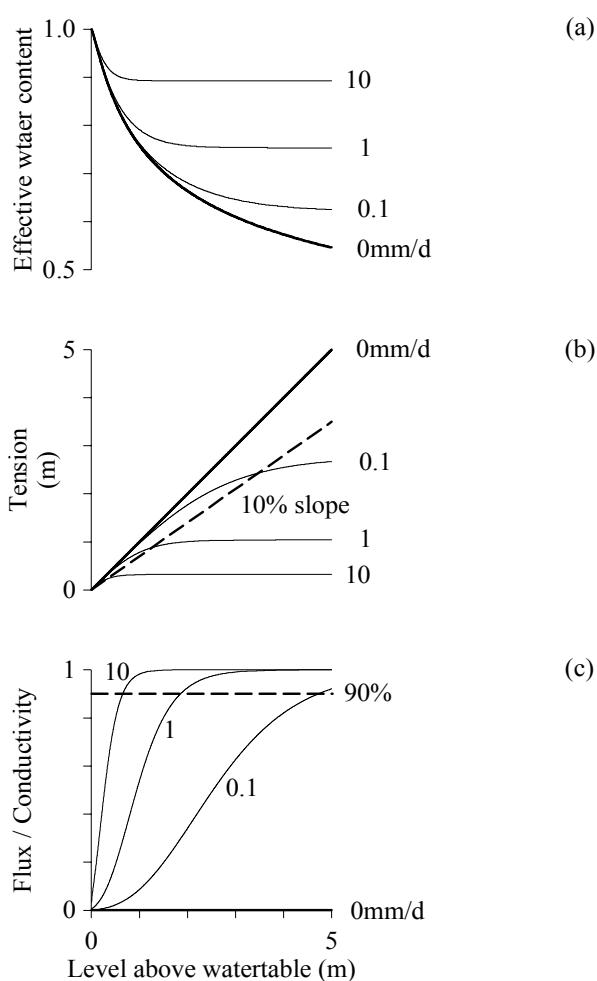 (a)
1.0
Effective wtaer content
10
1
0.1
0mm/d
0.5
(b)
5
0mm/d
Tension
(m)
0.1
10% slope
1
10
0
(c)
1
10
90%
Flux / Conductivity
1
0.1
0
0mm/d
0
5
Level above watertable (m)